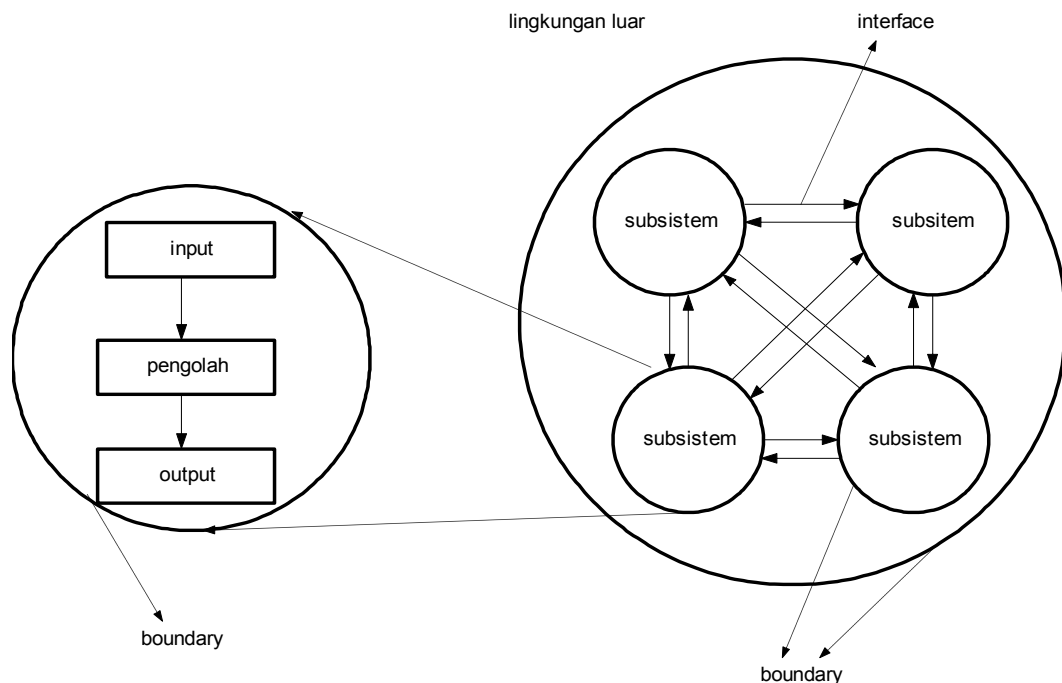 lingkungan luar
interface
subsistem
subsitem
input
pengolah
subsistem
subsistem
output
boundary
boundary